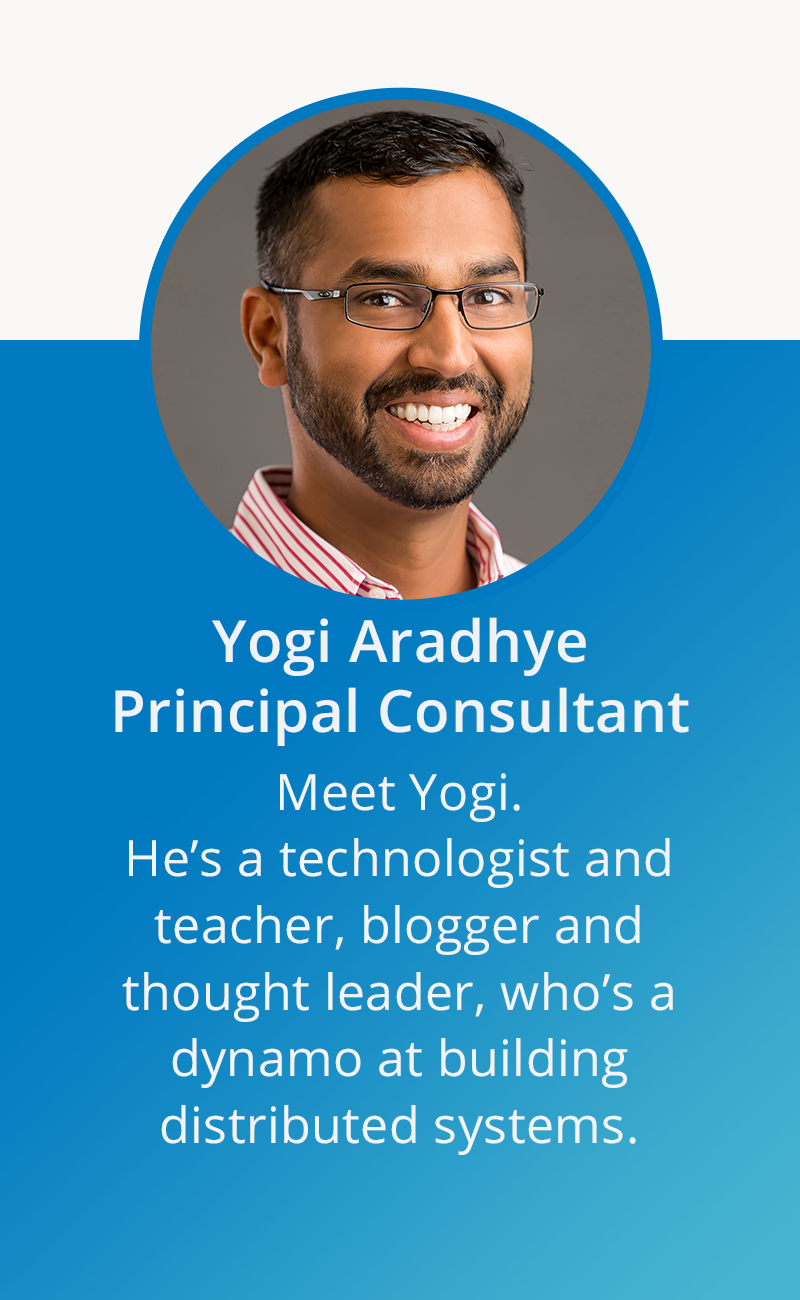 Yogi Aradhye
Principal Consultant
Meet Yogi.
He’s a technologist and
teacher, blogger and
thought leader, who’s a
dynamo at building
distributed systems.